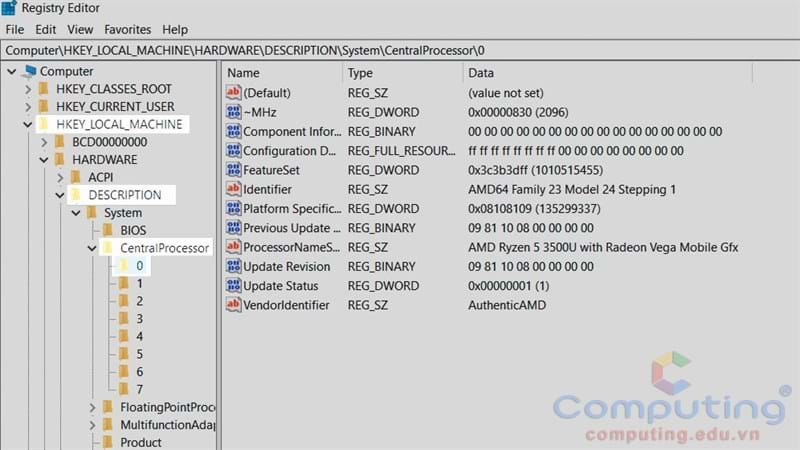 Registry Editor
File Edit View Favorites Help
Computer\HKEY_LOCAL_MACHINE\HARDWARE\DESCRIPTION\System\CentralProcessor\0
Computer
HKEY_CLASSES_ROOT
HKEY_CURRENT_USER
HKEY_LOCAL_MACHINE
BCD00000000
HARDWARE
ACPI
DESCRIPTION
System
BIOS
CentralProcessor
0
1
2
3
4
5
6
7
FloatingPointProce
MultifunctionAdap
Product
Name Type Data
(Default) REG_SZ (value not set)
~MHz REG_DWORD 0x00000830 (2096)
Component Infor... REG_BINARY 00 00 00 00 00 00 00 00 00 00 00 00 00 00 00 00
Configuration D... REG_FULL_RESOUR... ff ff ff ff ff ff ff ff 00 00 00 00 00 00 00 00
FeatureSet REG_DWORD 0x3c3b3dff (1010515455)
Identifier REG_SZ AMD64 Family 23 Model 24 Stepping 1
Platform Specific... REG_DWORD 0x08108109 (135299337)
Previous Update ... REG_BINARY 09 81 10 08 00 00 00 00
ProcessorNameS... REG_SZ AMD Ryzen 5 3500U with Radeon Vega Mobile Gfx
Update Revision REG_BINARY 09 81 10 08 00 00 00 00
Update Status REG_DWORD 0x00000001 (1)
VendorIdentifier REG_SZ AuthenticAMD
Computing®
computing.edu.vn